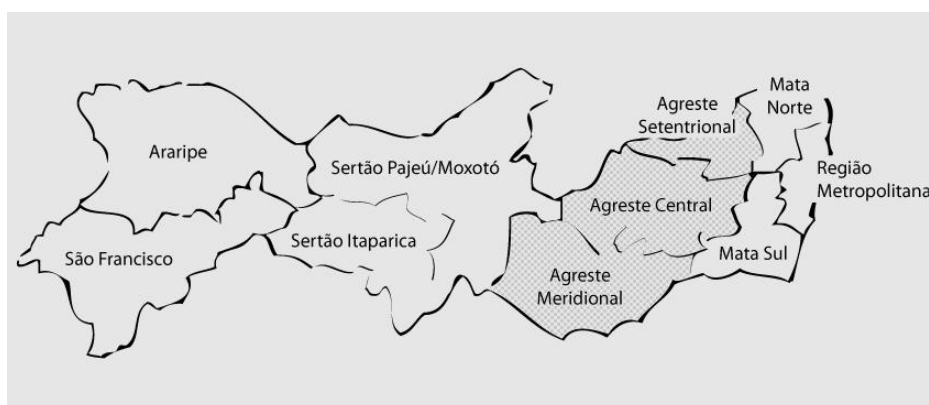 Mata
Norte
Agreste
Setentrional
Araripe
Sertão Pajeú/Moxotó
Região
Metropolitana
Agreste Central
Sertão Itaparica
São Francisco
Mata Sul
Agreste
Meridional